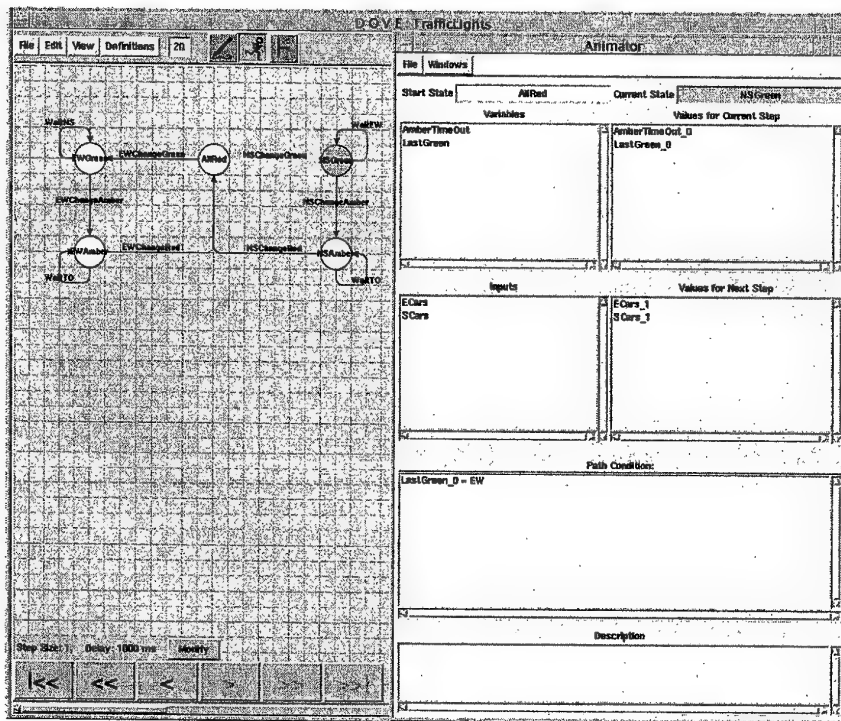 DOVE TrafficLights
File Edit View Definitions 20
WaitNS
WaitEW
EWGreen EWChangeGreen AllRed NSChangeGreen NSGreen
EWChangeAmber
NSChangeAmber
EWAmber EWChangeRed NSChangeRed NSAmber
WaitTO
WaitTO
Step Size: 1. Delay: 1000 ms Modify
|<< << < > >> >>|
Animator
File Windows
Start State AllRed Current State NSGreen
Variables Values for Current Step
AmberTimeOut AmberTimeOut_0
LastGreen LastGreen_0
Inputs Values for Next Step
ECars ECars_1
SCars SCars_1
Path Condition:
LastGreen_0 = EW
Description